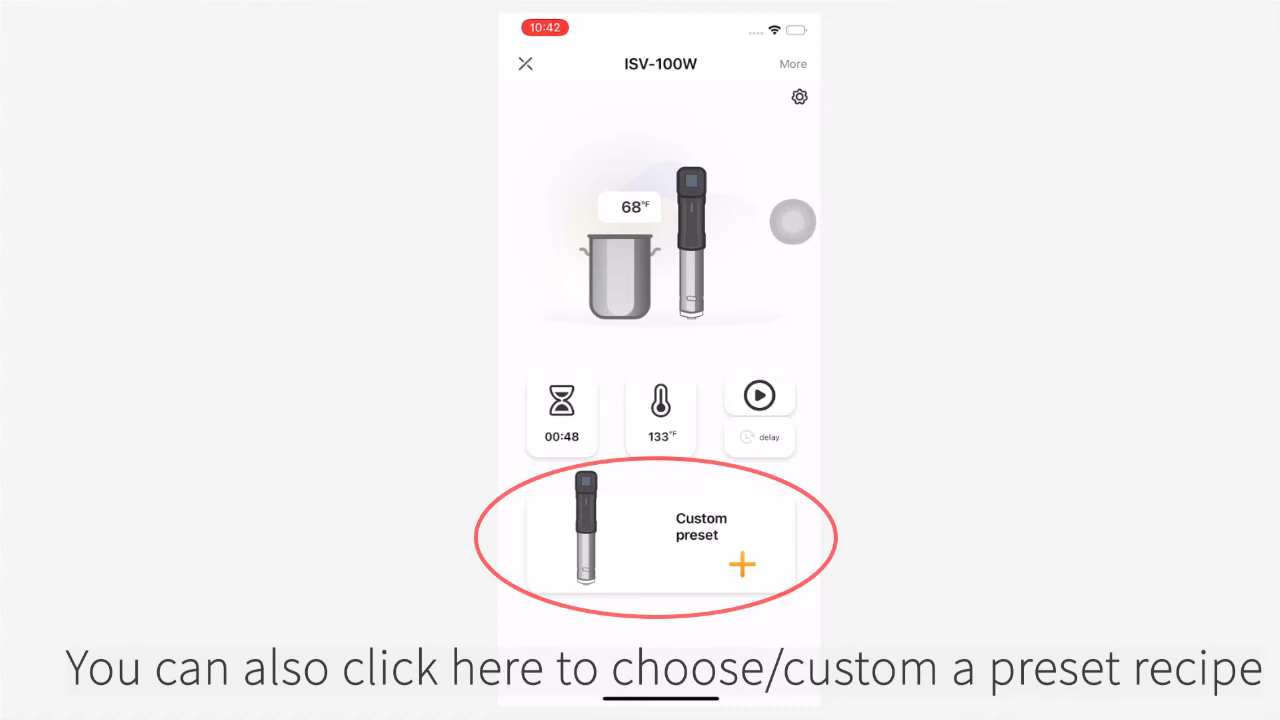 10:42
ISV-100W
More
68°F
00:48
133°F
delay
Custom
preset
You can also click here to choose/custom a preset recipe